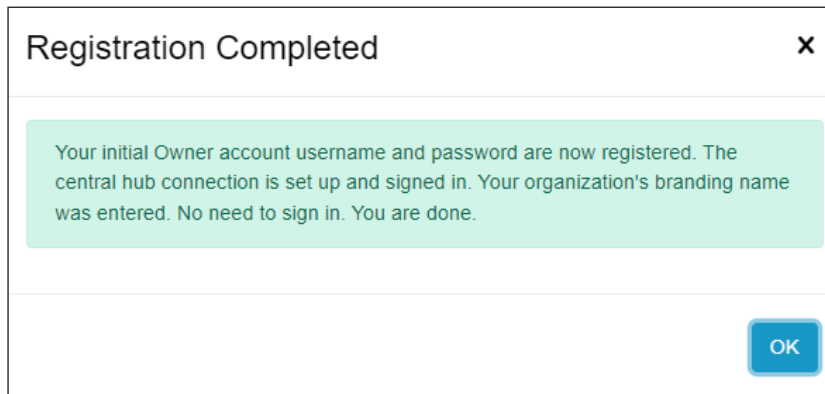 Registration Completed
Your initial Owner account username and password are now registered. The
central hub connection is set up and signed in. Your organization's branding name
was entered. No need to sign in. You are done.
OK